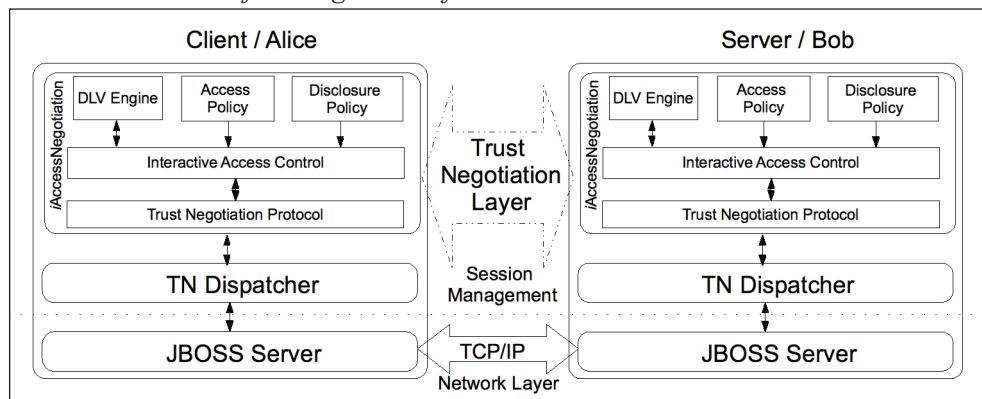 Client / Alice
Server / Bob
iAccessNegotiation
DLV Engine
Access
Policy
Disclosure
Policy
Interactive Access Control
Trust Negotiation Protocol
TN Dispatcher
JBOSS Server
Trust
Negotiation
Layer
Session
Management
TCP/IP
Network Layer
iAccessNegotiation
DLV Engine
Access
Policy
Disclosure
Policy
Interactive Access Control
Trust Negotiation Protocol
TN Dispatcher
JBOSS Server